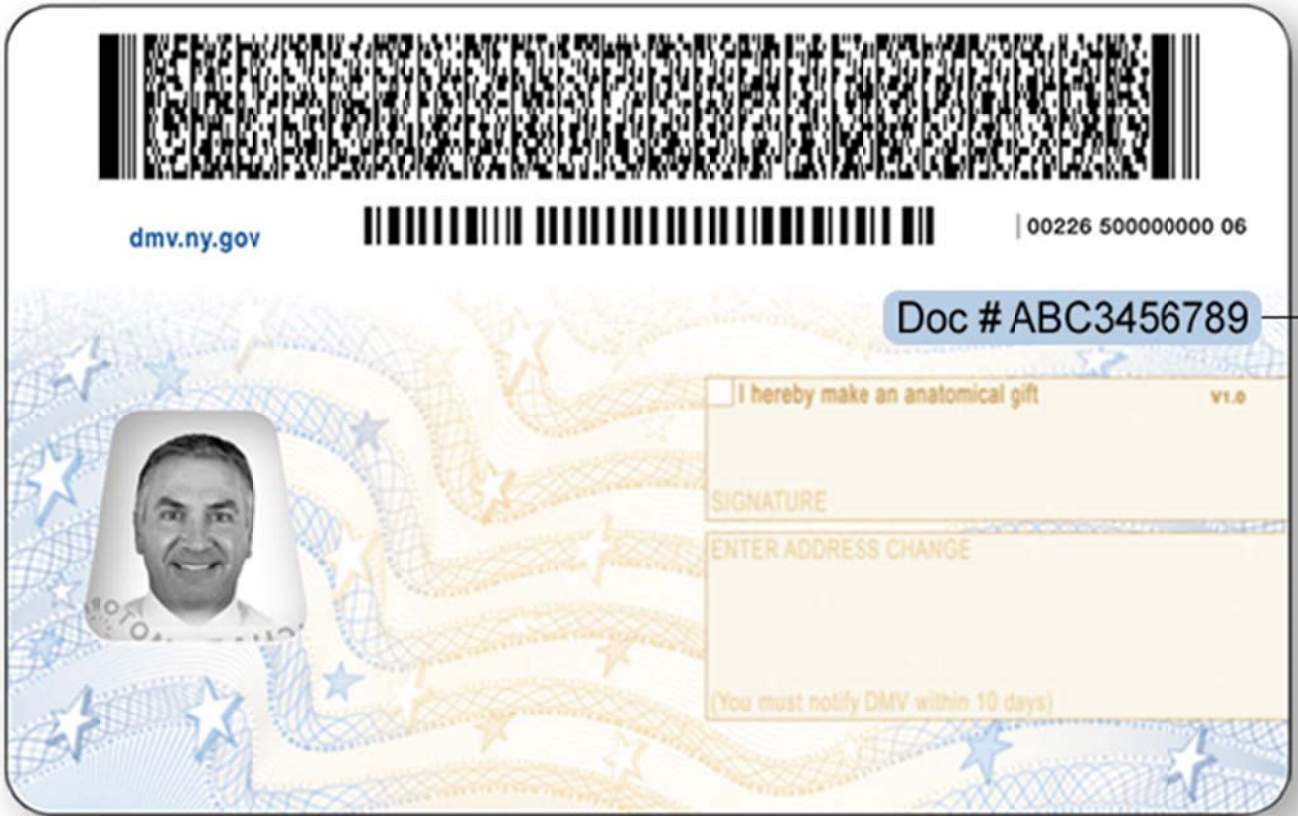 dmv.ny.gov
00226 500000000 06
Doc # ABC3456789
I hereby make an anatomical gift
V1.0
SIGNATURE
ENTER ADDRESS CHANGE
(You must notify DMV within 10 days)